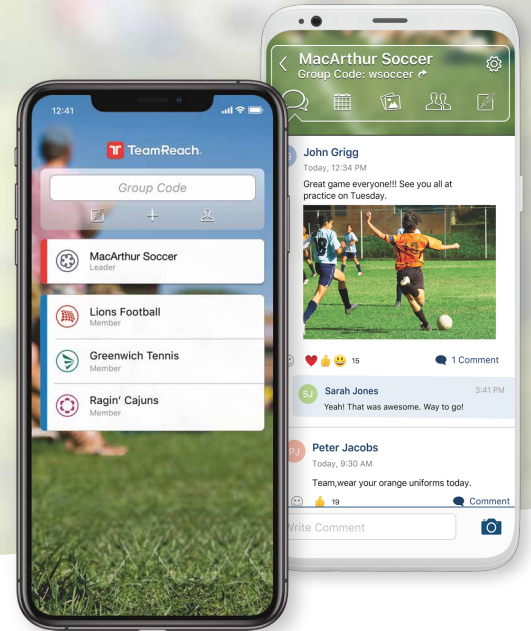 12:41
TeamReach
Group Code
MacArthur Soccer
Leader
Lions Football
Member
Greenwich Tennis
Member
Ragin' Cajuns
Member
MacArthur Soccer
Group Code: wsoccer
John Grigg
Today, 12:34 PM
Great game everyone!!! See you all at
practice on Tuesday.
15
1 Comment
SJ
Sarah Jones
3:41 PM
Yeah! That was awesome. Way to go!
PJ
Peter Jacobs
Today, 9:30 AM
Team,wear your orange uniforms today.
19
Comment
Write Comment